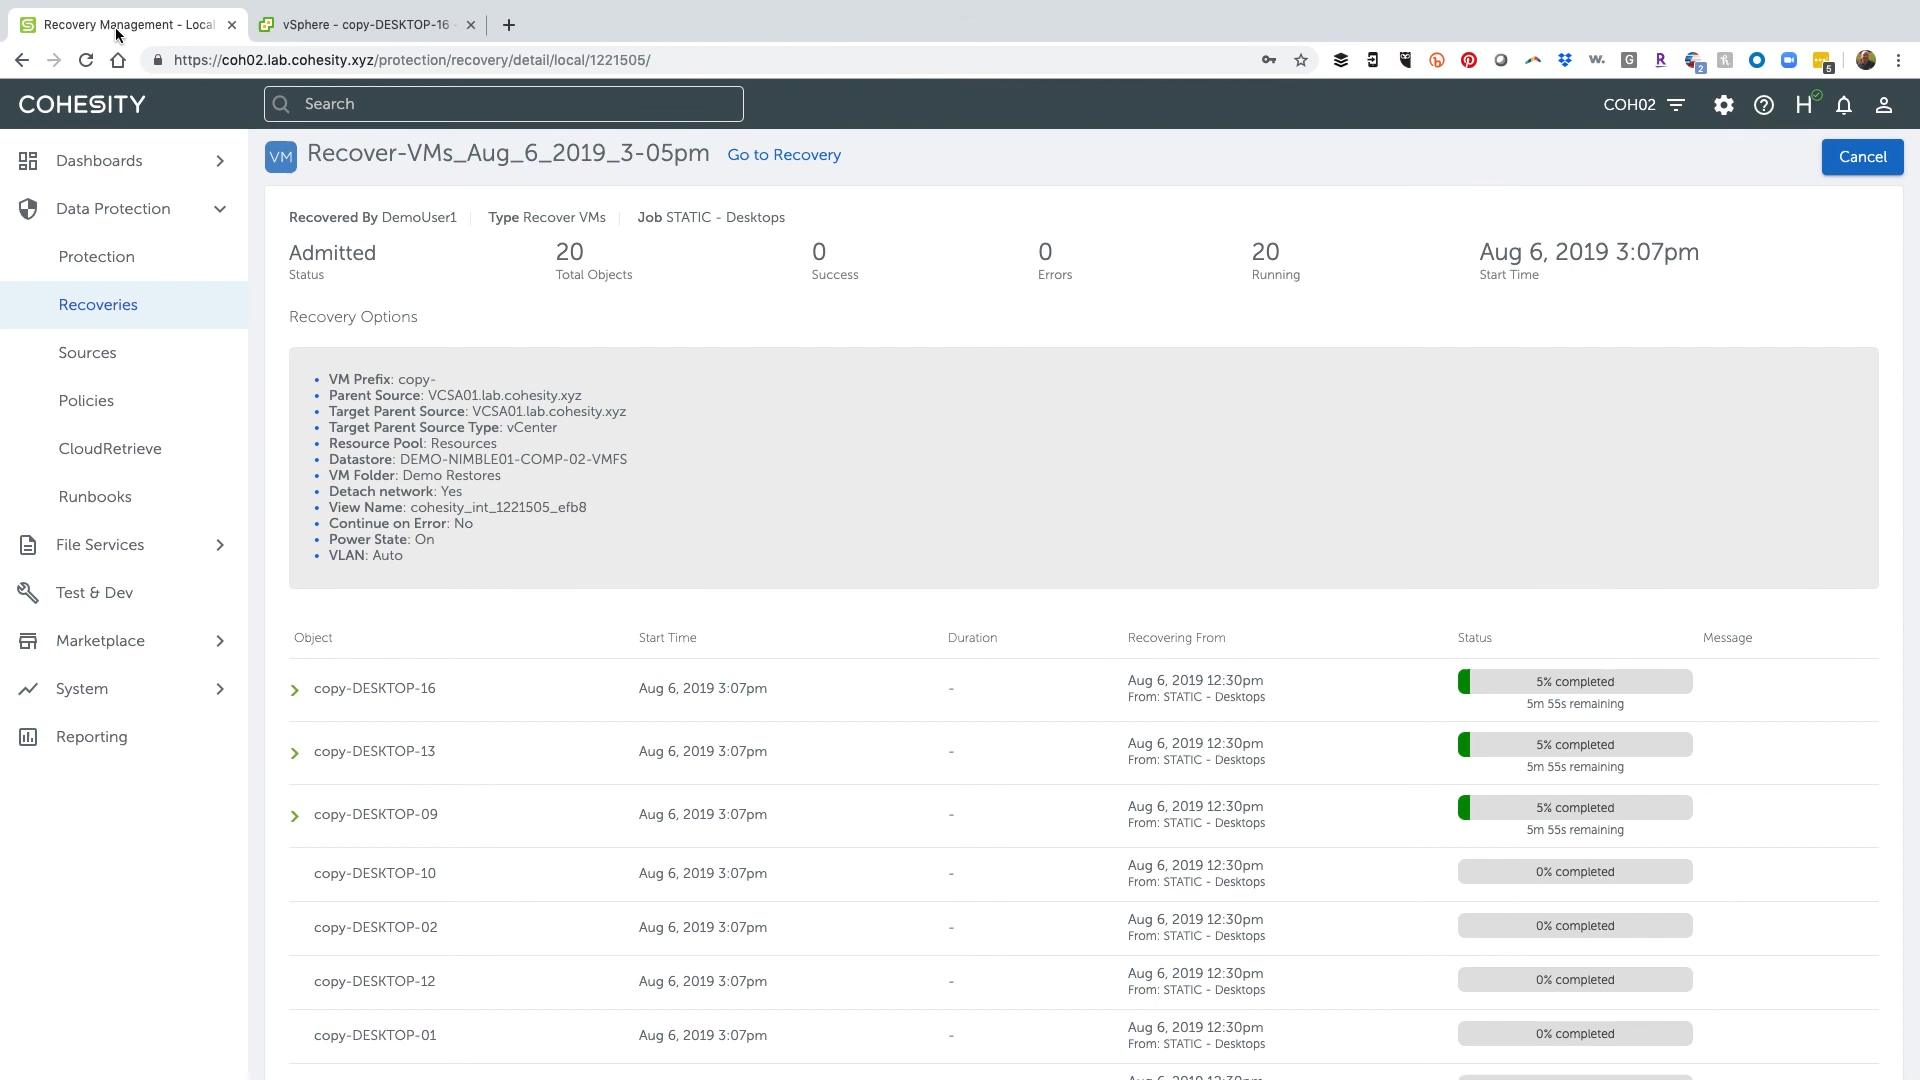 Recovery Management - Local
vSphere - copy-DESKTOP-16 -
https://coh02.lab.cohesity.xyz/protection/recovery/detail/local/1221505/
w.
G
R
2
5
COHESITY
Search
COH02
H
Dashboards
Data Protection
Protection
Recoveries
Sources
Policies
CloudRetrieve
Runbooks
File Services
Test & Dev
Marketplace
System
Reporting
VM
Recover-VMs_Aug_6_2019_3-05pm
Go to Recovery
Cancel
Recovered By DemoUser1
Type Recover VMs
Job STATIC - Desktops
Admitted
20
0
0
20
Aug 6, 2019 3:07pm
Status
Total Objects
Success
Errors
Running
Start Time
Recovery Options
• VM Prefix: copy-
• Parent Source: VCSA01.lab.cohesity.xyz
• Target Parent Source: VCSA01.lab.cohesity.xyz
• Target Parent Source Type: vCenter
• Resource Pool: Resources
• Datastore: DEMO-NIMBLE01-COMP-02-VMFS
• VM Folder: Demo Restores
• Detach network: Yes
• View Name: cohesity_int_1221505_efb8
• Continue on Error: No
• Power State: On
• VLAN: Auto
Object Start Time Duration Recovering From Status Message
copy-DESKTOP-16 Aug 6, 2019 3:07pm - Aug 6, 2019 12:30pm 5% completed
From: STATIC - Desktops 5m 55s remaining
copy-DESKTOP-13 Aug 6, 2019 3:07pm - Aug 6, 2019 12:30pm 5% completed
From: STATIC - Desktops 5m 55s remaining
copy-DESKTOP-09 Aug 6, 2019 3:07pm - Aug 6, 2019 12:30pm 5% completed
From: STATIC - Desktops 5m 55s remaining
copy-DESKTOP-10 Aug 6, 2019 3:07pm - Aug 6, 2019 12:30pm 0% completed
From: STATIC - Desktops
copy-DESKTOP-02 Aug 6, 2019 3:07pm - Aug 6, 2019 12:30pm 0% completed
From: STATIC - Desktops
copy-DESKTOP-12 Aug 6, 2019 3:07pm - Aug 6, 2019 12:30pm 0% completed
From: STATIC - Desktops
copy-DESKTOP-01 Aug 6, 2019 3:07pm - Aug 6, 2019 12:30pm 0% completed
From: STATIC - Desktops